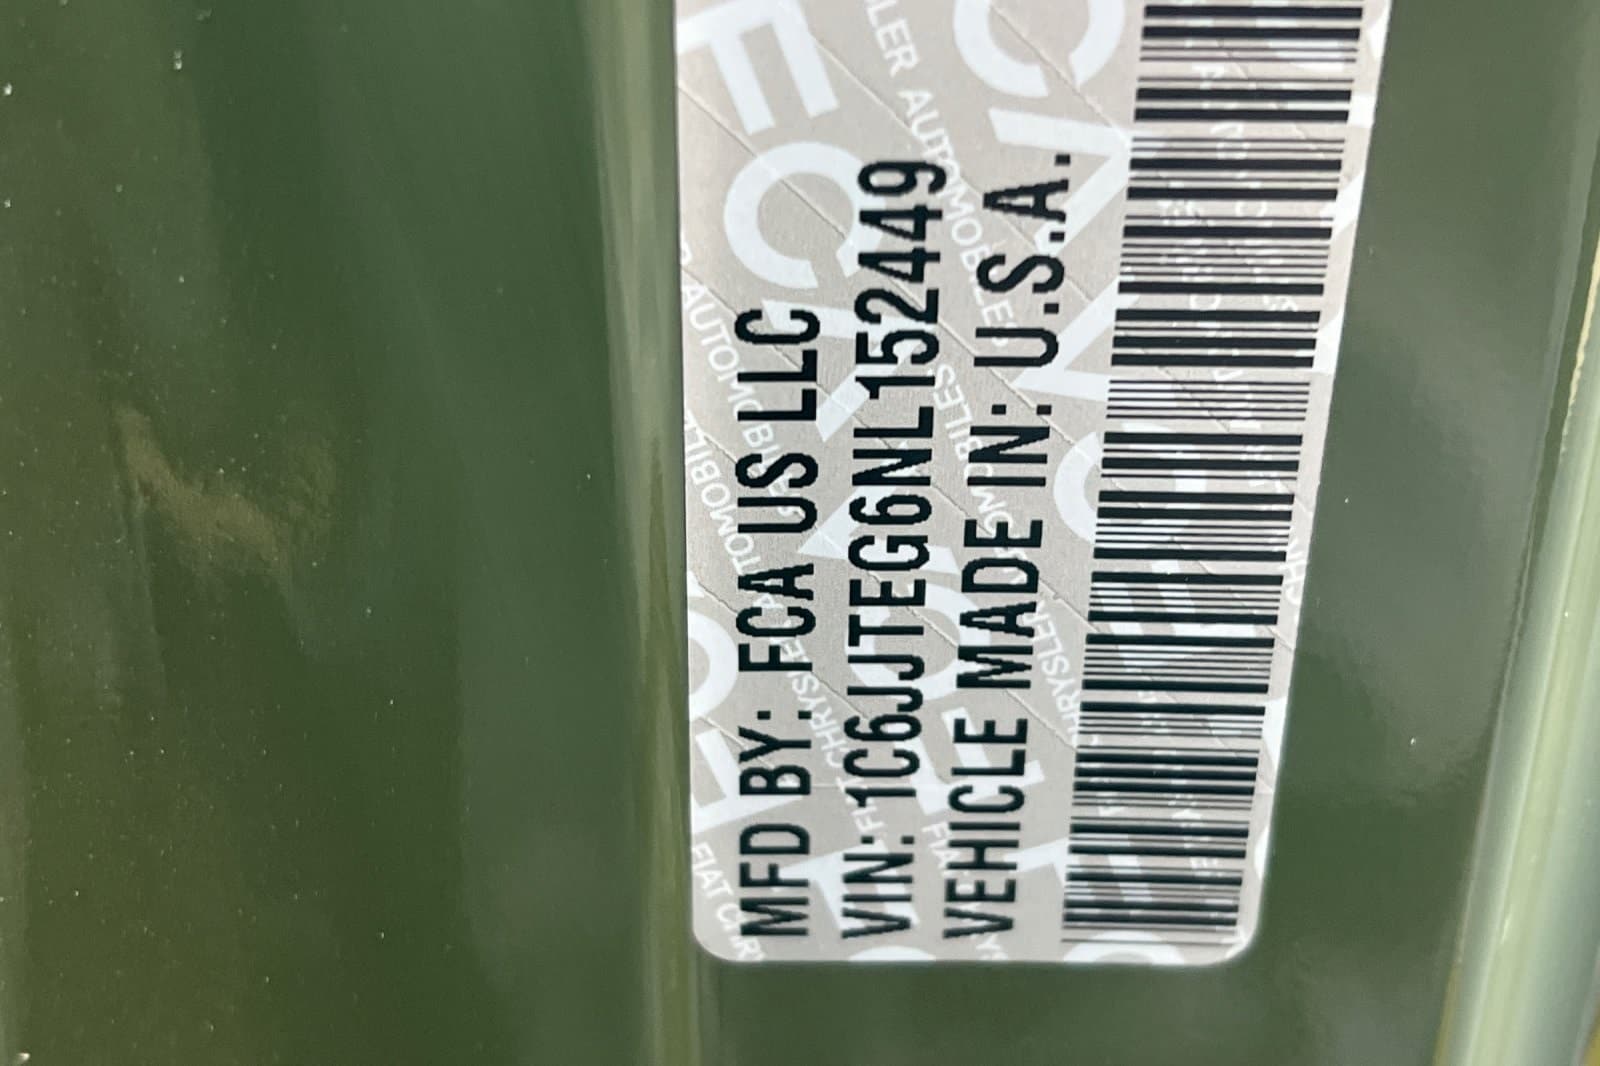 MFD BY: FCA US LLC
VIN: 1C6JJTEG6NL152449
VEHICLE MADE IN: U.S.A.